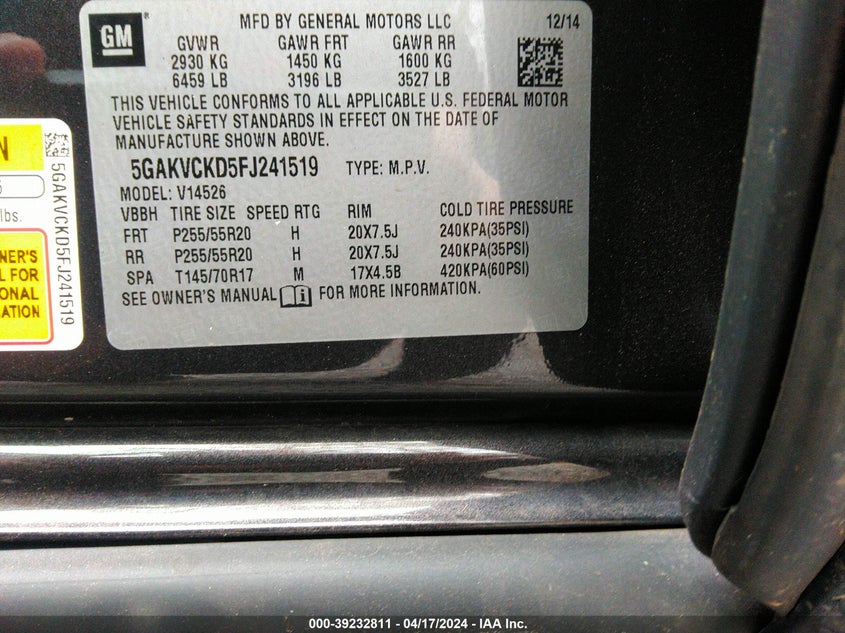 GM
MFD BY GENERAL MOTORS LLC 12/14
GVWR GAWR FRT GAWR RR
2930 KG 1450 KG 1600 KG
6459 LB 3196 LB 3527 LB
THIS VEHICLE CONFORMS TO ALL APPLICABLE U.S. FEDERAL MOTOR
VEHICLE SAFETY STANDARDS IN EFFECT ON THE DATE OF
MANUFACTURE SHOWN ABOVE.
5GAKVCKD5FJ241519 TYPE: M.P.V.
MODEL: V14526
VBBH TIRE SIZE SPEED RTG RIM COLD TIRE PRESSURE
FRT P255/55R20 H 20X7.5J 240KPA(35PSI)
RR P255/55R20 H 20X7.5J 240KPA(35PSI)
SPA T145/70R17 M 17X4.5B 420KPA(60PSI)
SEE OWNER'S MANUAL FOR MORE INFORMATION.
N
lbs.
NER'S
L FOR
ONAL
ATION
5GAKVCKD5FJ241519
000-39232811 - 04/17/2024 - IAA Inc.